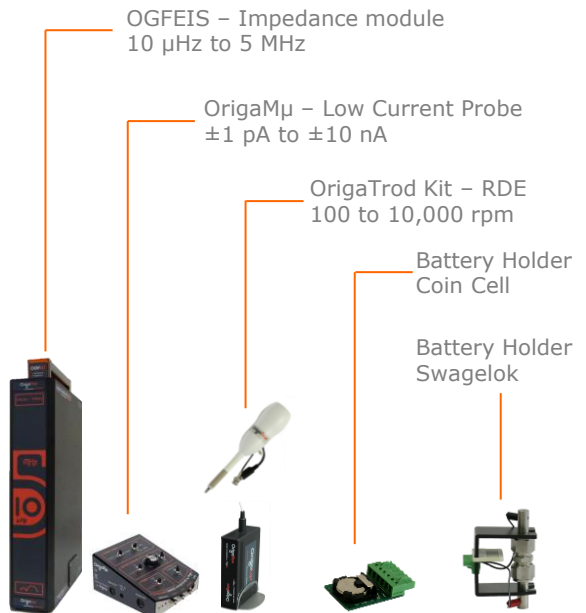 OGFEIS – Impedance module
10 µHz to 5 MHz
OrigaMµ – Low Current Probe
±1 pA to ±10 nA
OrigaTrod Kit – RDE
100 to 10,000 rpm
Battery Holder
Coin Cell
Battery Holder
Swagelok